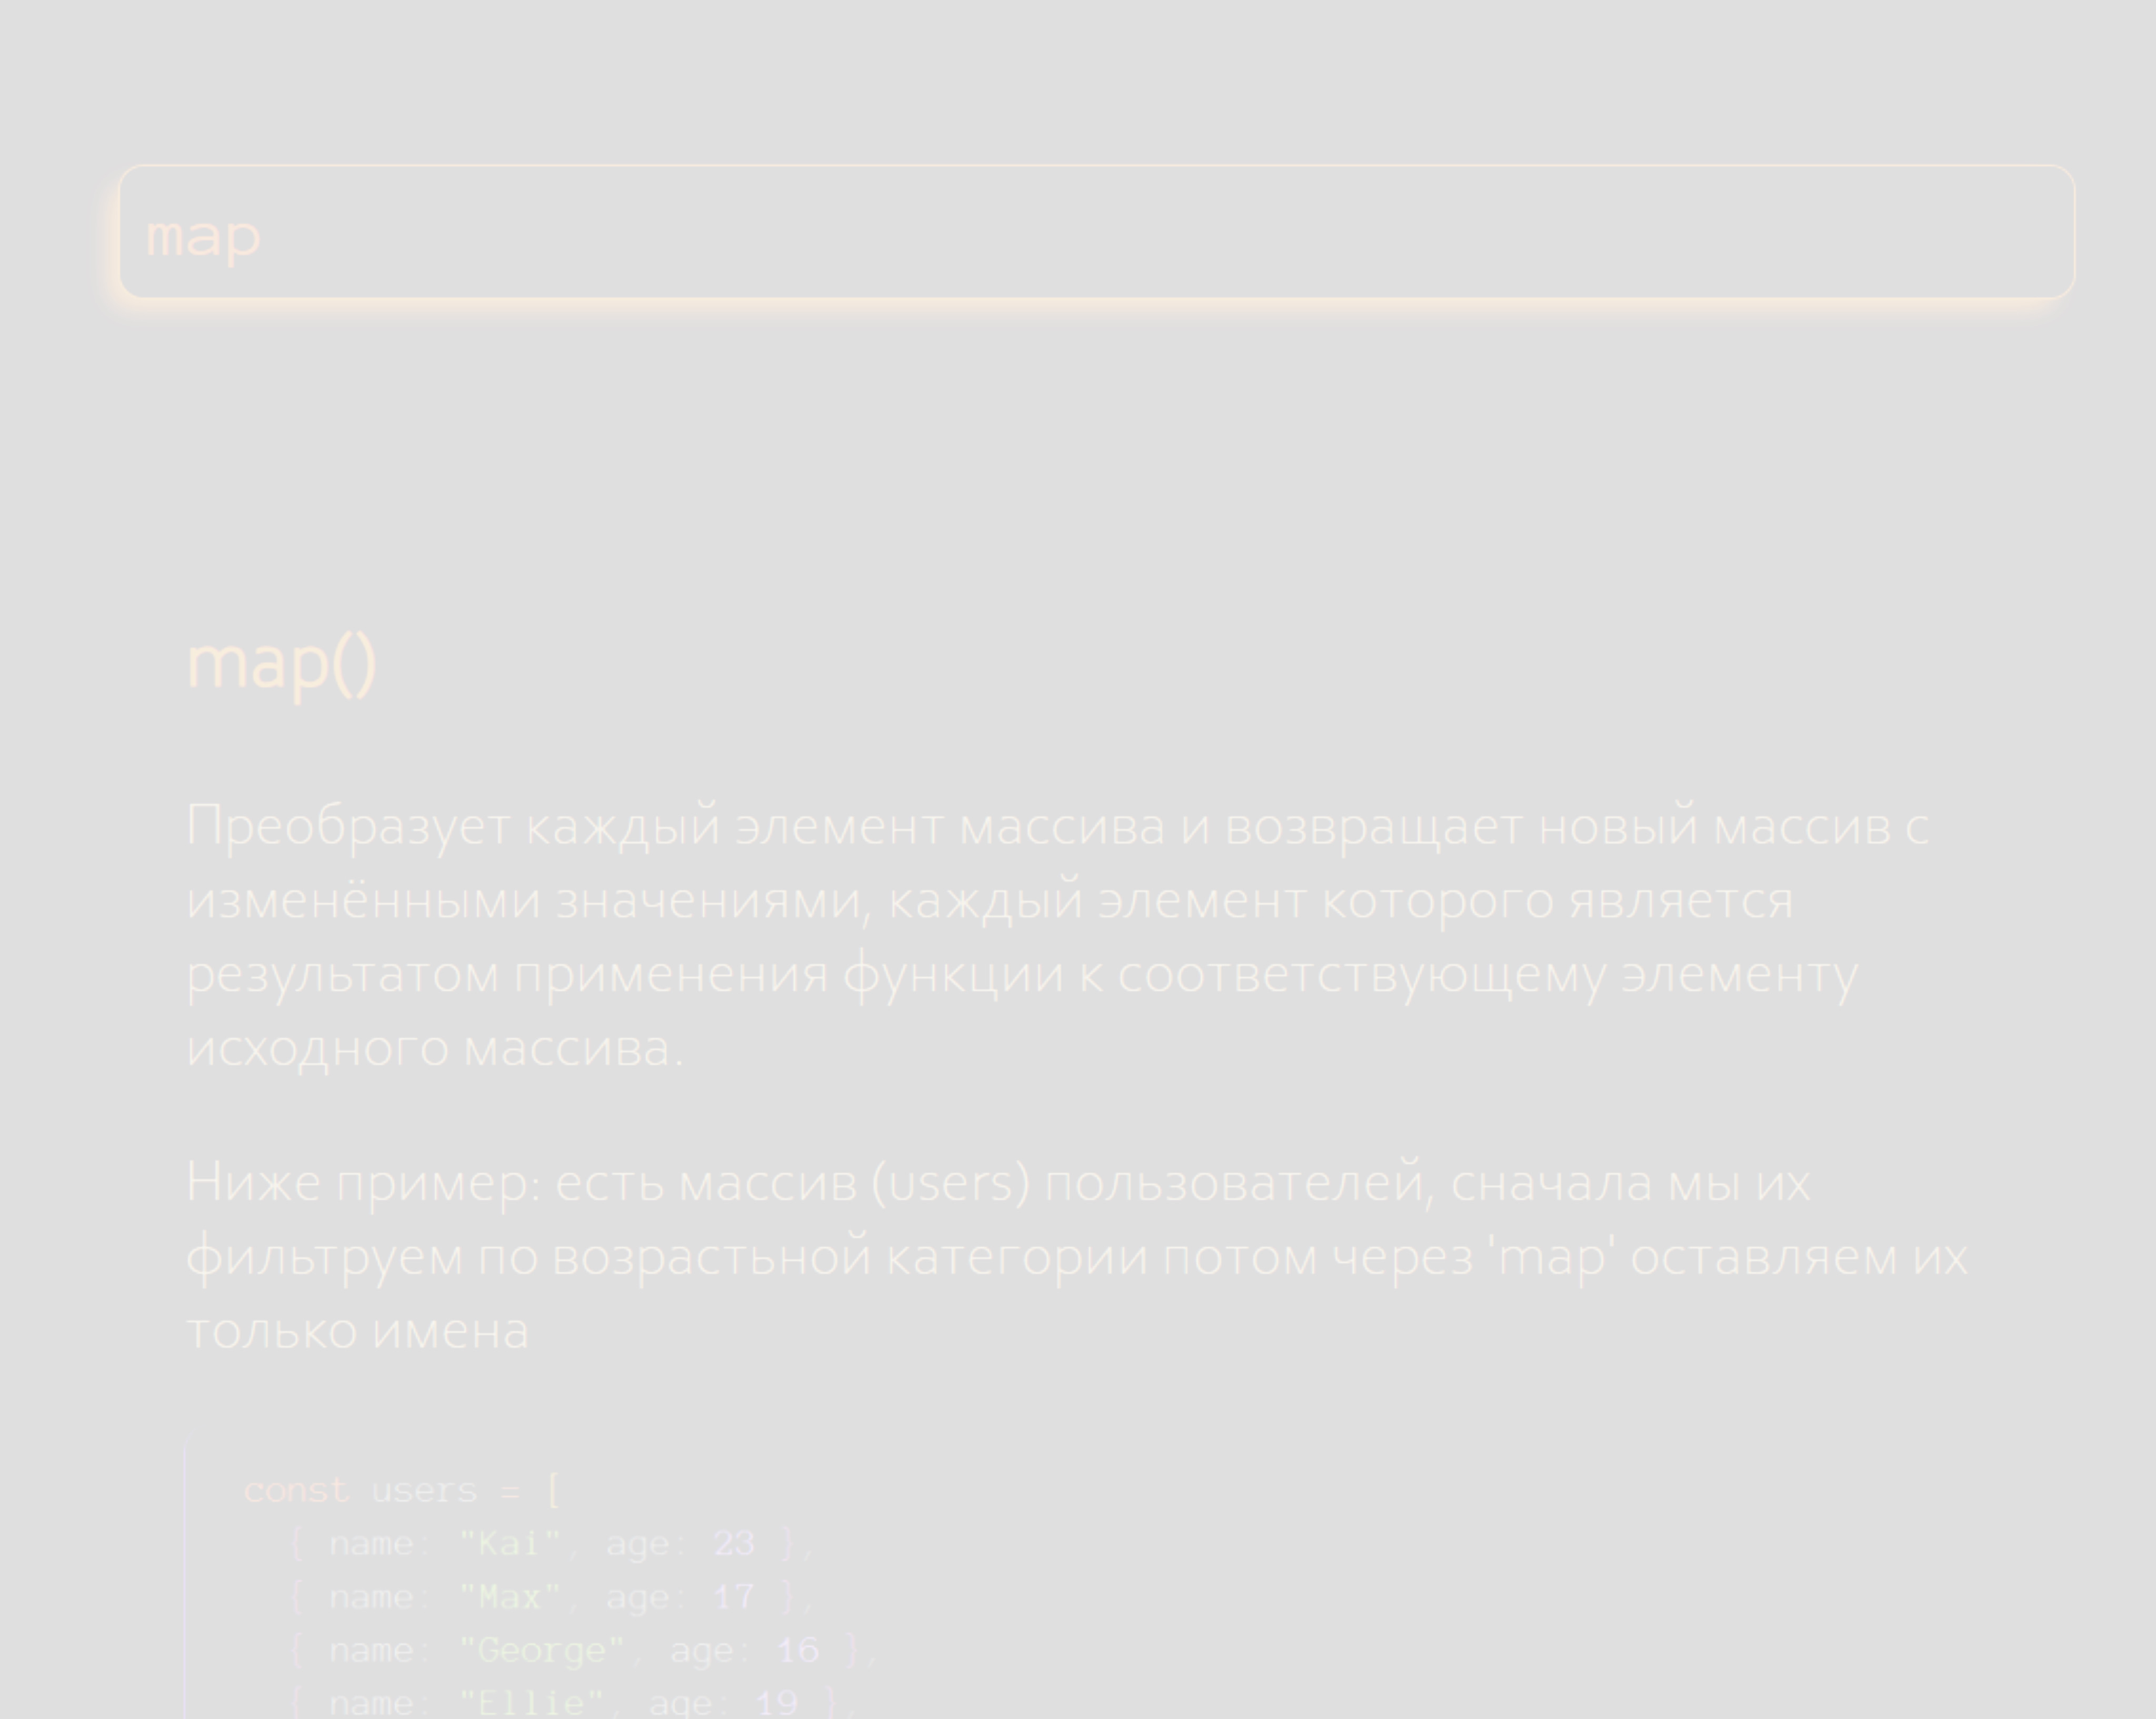 map
map()
Преобразует каждый элемент массива и возвращает новый массив с
изменёнными значениями, каждый элемент которого является
результатом применения функции к соответствующему элементу
исходного массива.
Ниже пример: есть массив (users) пользователей, сначала мы их
фильтруем по возрастьной категории потом через 'map' оставляем их
только имена
const users = [
{ name: "Kai", age: 23 },
{ name: "Max", age: 17 },
{ name: "George", age: 16 },
{ name: "Ellie", age: 19 },